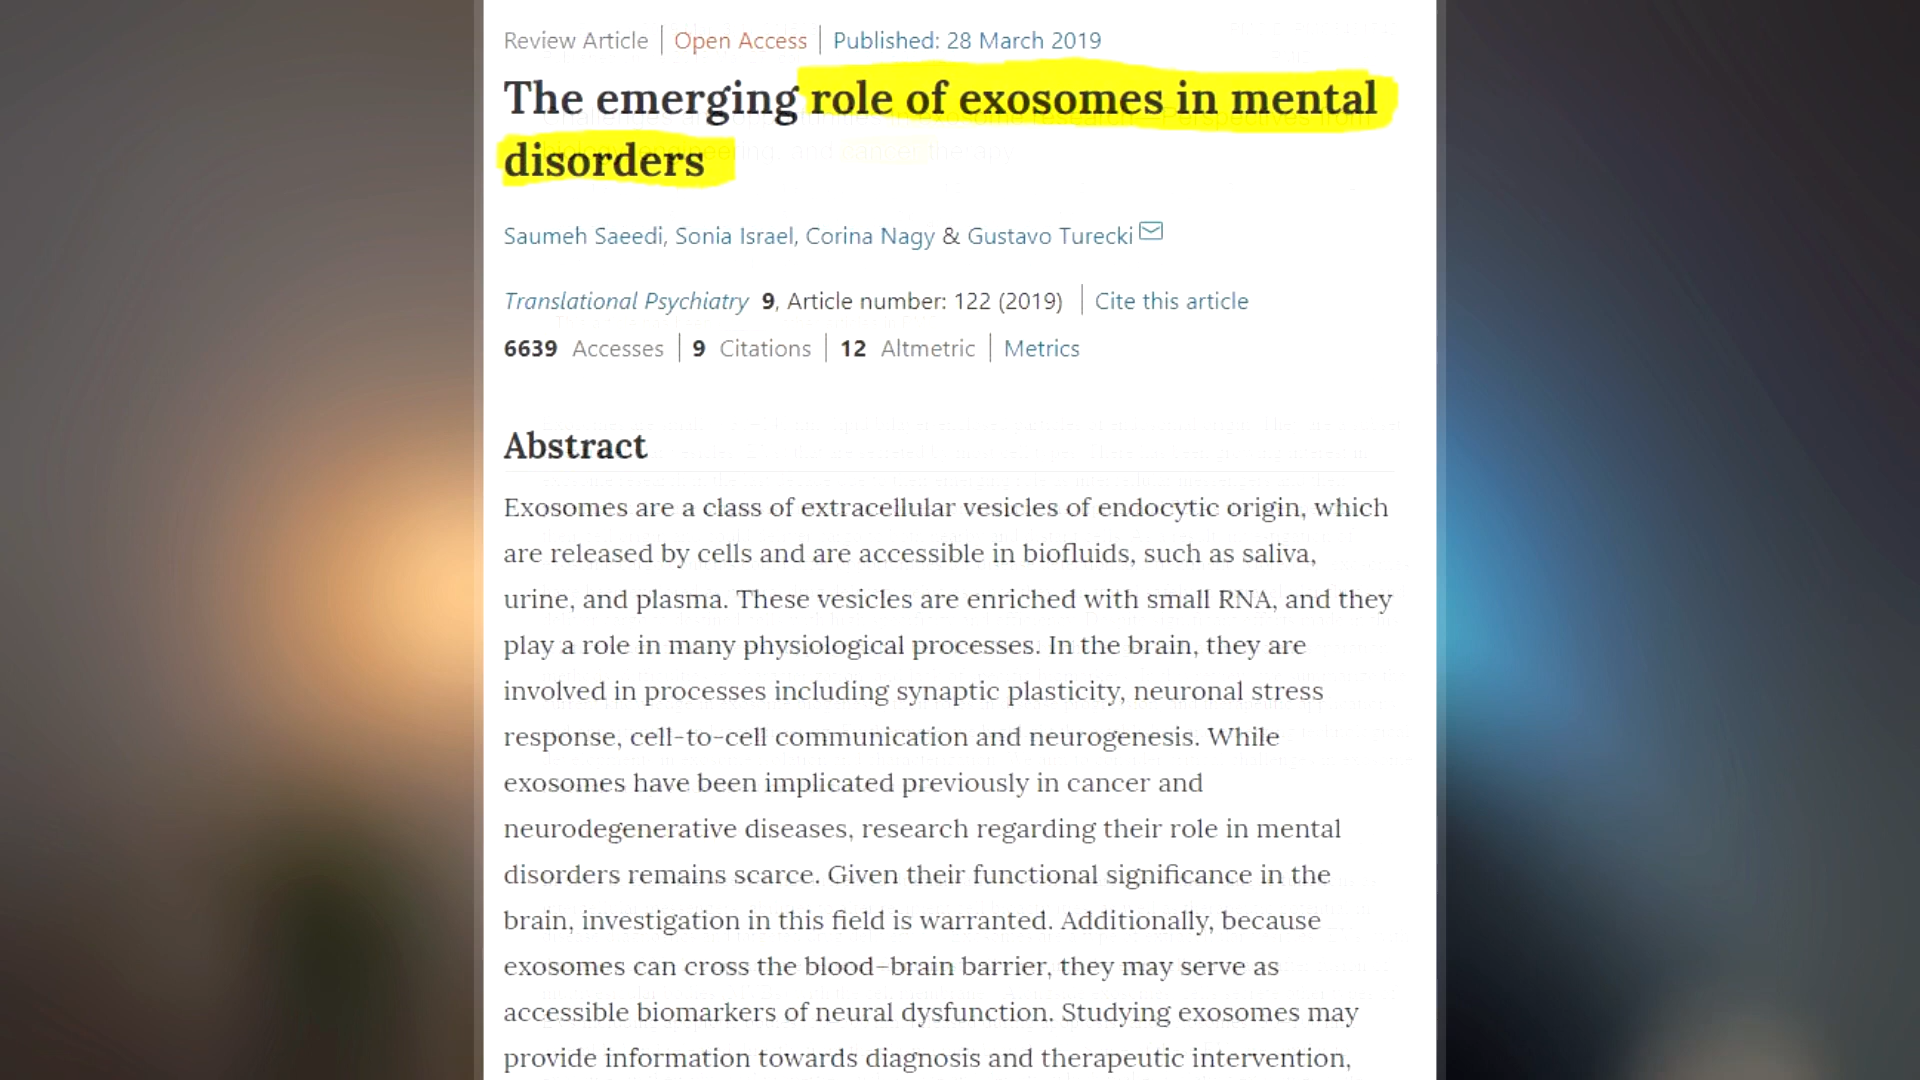 Review Article | Open Access | Published: 28 March 2019
The emerging role of exosomes in mental
disorders
Saumeh Saeedi, Sonia Israel, Corina Nagy & Gustavo Turecki
Translational Psychiatry 9, Article number: 122 (2019) | Cite this article
6639 Accesses | 9 Citations | 12 Altmetric | Metrics
Abstract
Exosomes are a class of extracellular vesicles of endocytic origin, which
are released by cells and are accessible in biofluids, such as saliva,
urine, and plasma. These vesicles are enriched with small RNA, and they
play a role in many physiological processes. In the brain, they are
involved in processes including synaptic plasticity, neuronal stress
response, cell-to-cell communication and neurogenesis. While
exosomes have been implicated previously in cancer and
neurodegenerative diseases, research regarding their role in mental
disorders remains scarce. Given their functional significance in the
brain, investigation in this field is warranted. Additionally, because
exosomes can cross the blood–brain barrier, they may serve as
accessible biomarkers of neural dysfunction. Studying exosomes may
provide information towards diagnosis and therapeutic intervention,